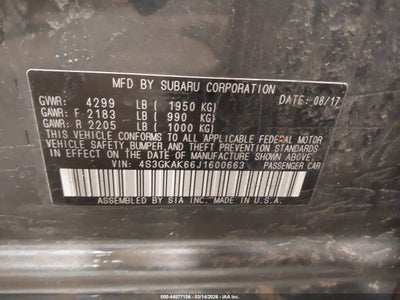 MFD BY SUBARU CORPORATION
GVWR: 4299 LB ( 1950 KG) DATE: 08/17
GAWR: F 2183 LB ( 990 KG)
GAWR: R 2205 LB ( 1000 KG)
THIS VEHICLE CONFORMS TO ALL APPLICABLE FEDERAL MOTOR
VEHICLE SAFETY, BUMPER, AND THEFT PREVENTION STANDARDS IN
EFFECT ON THE DATE OF MANUFACTURE SHOWN ABOVE.
VIN: 4S3GKAK66J1600663 PASSENGER CAR
ASSEMBLED BY SIA INC. MADE IN U.S.A.
000-44577158 - 03/14/2026 - IAAI.COM